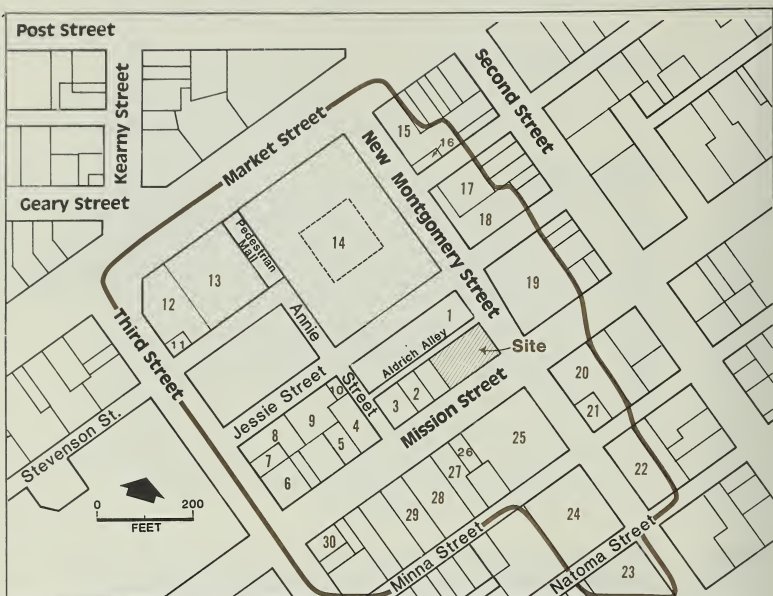 Post Street
Kearny Street
Geary Street
Market Street
Second Street
New Montgomery Street
15
16
17
18
14
19
Pedestrian
Mall
13
12
11
Annie
Street
Third Street
1
Aldrich Alley
Site
Jessie Street
10
2
3
4
5
9
8
7
6
Mission Street
20
21
22
Stevenson St.
0 200
FEET
25
26
27
28
29
30
24
23
Minna Street
Natoma Street